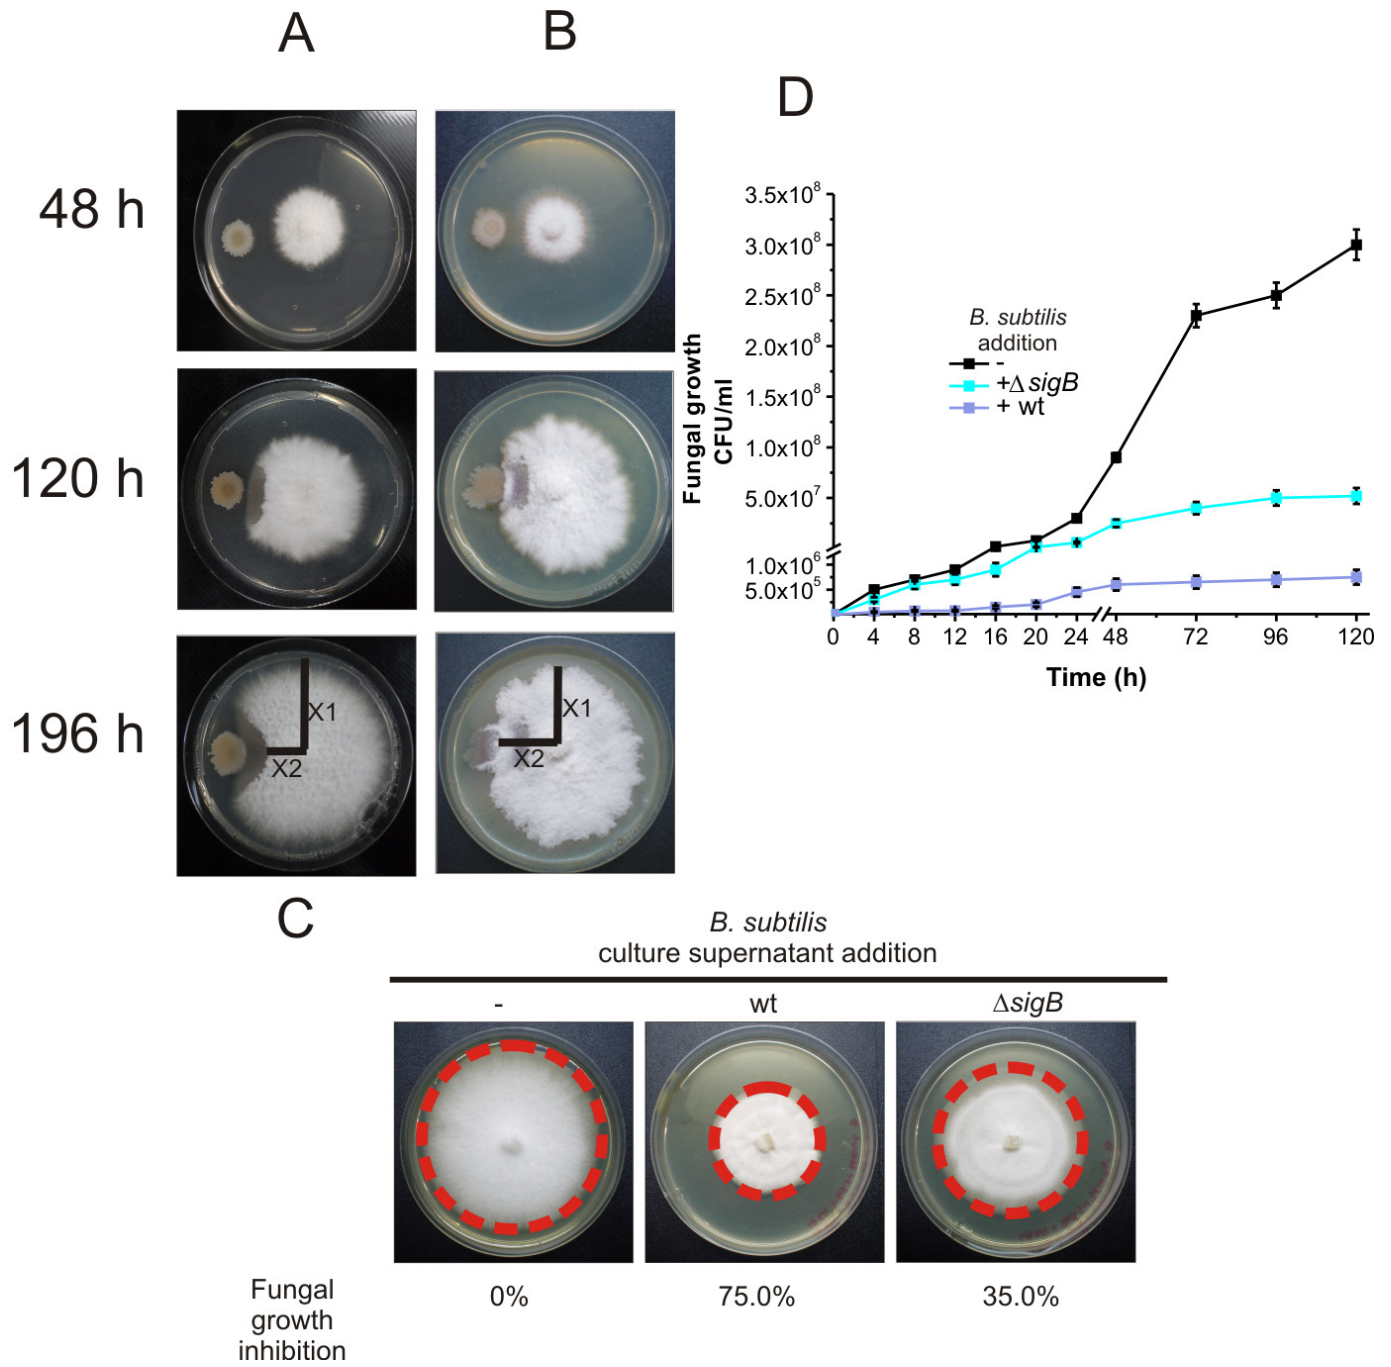 A
B
D
48 h
120 h
196 h
X1
X2
X1
X2
3.5x10⁸
3.0x10⁸
2.5x10⁸
2.0x10⁸
1.5x10⁸
1.0x10⁸
5.0x10⁷
1.0x10⁶
5.0x10⁵
Fungal growth
CFU/ml
B. subtilis
addition
-
+ΔsigB
+ wt
0 4 8 12 16 20 24 48 72 96 120
Time (h)
C
B. subtilis
culture supernatant addition
- wt ΔsigB
Fungal
growth
inhibition
0% 75.0% 35.0%